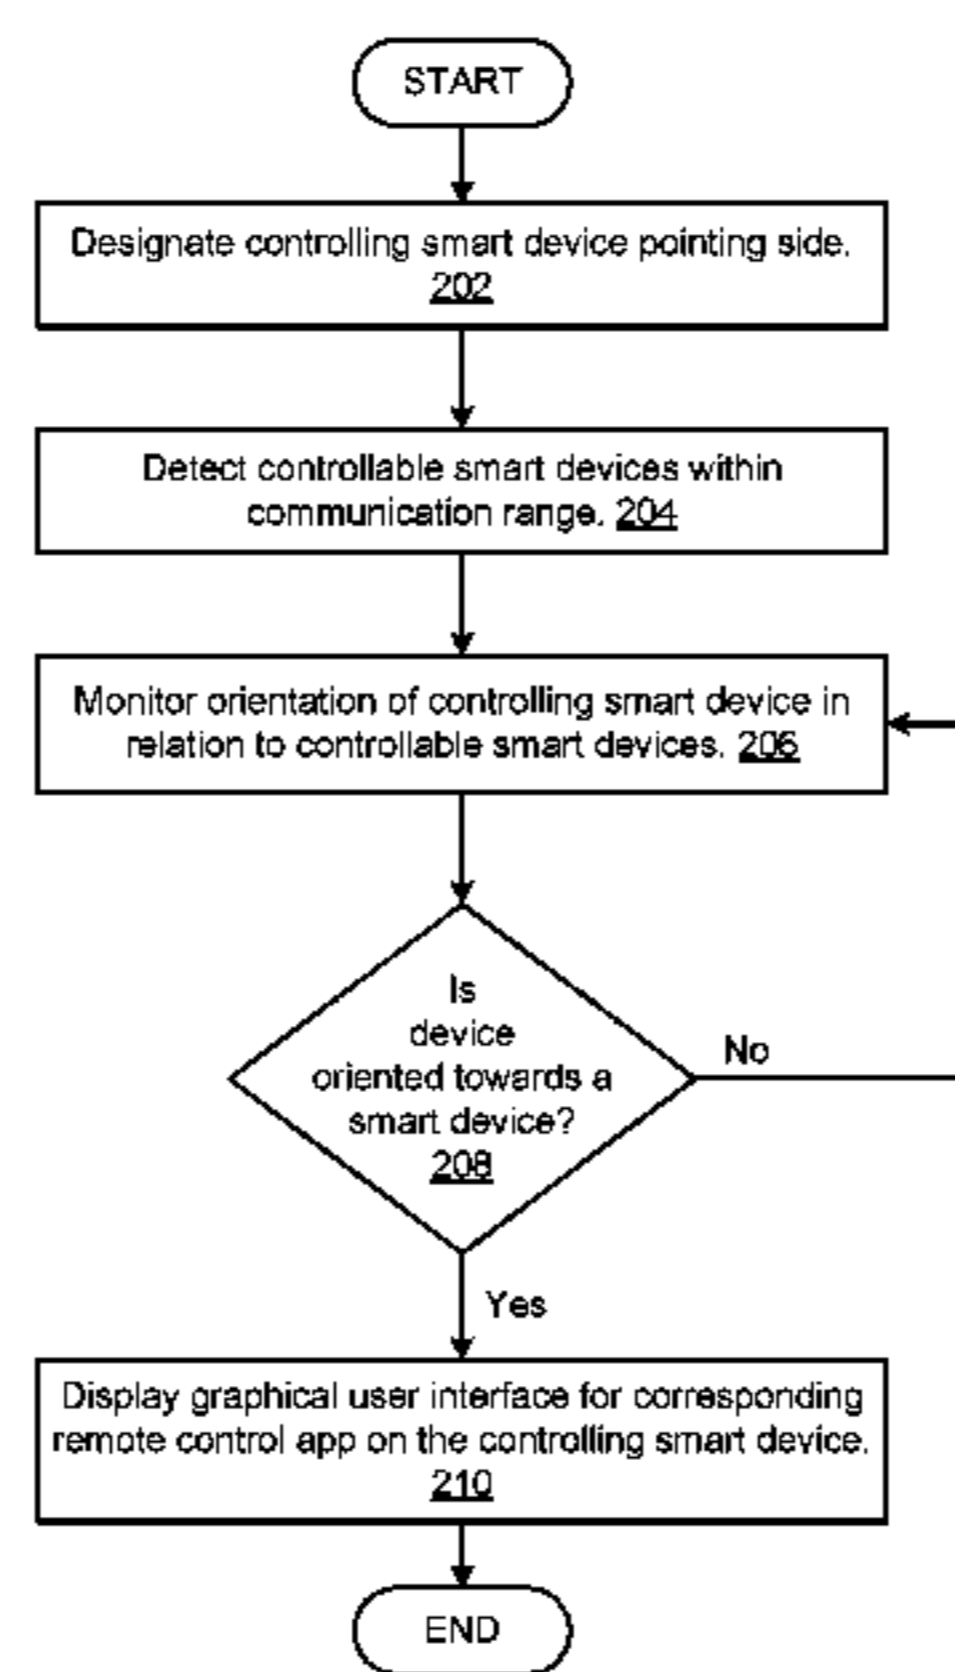 START
Designate controlling smart device pointing side.
202
Detect controllable smart devices within
communication range. 204
Monitor orientation of controlling smart device in
relation to controllable smart devices. 206
Is
device
oriented towards a
smart device?
208
No
Yes
Display graphical user interface for corresponding
remote control app on the controlling smart device.
210
END